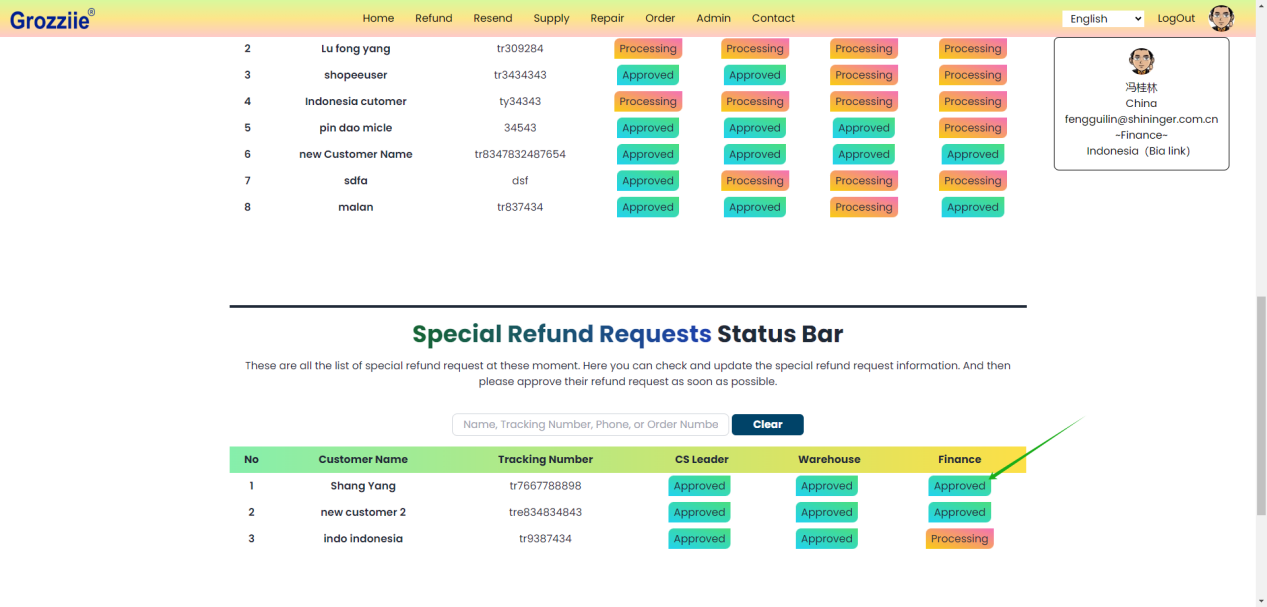 Grozziie® Home Refund Resend Supply Repair Order Admin Contact English LogOut
2 Lu fong yang tr309284 Processing Processing Processing Processing
3 shopeeuser tr3434343 Approved Approved Processing Processing
4 Indonesia cutomer ty34343 Processing Processing Processing Processing
5 pin dao micle 34543 Approved Approved Approved Processing
6 new Customer Name tr8347832487654 Approved Approved Approved Approved
7 sdfa dsf Approved Processing Processing Processing
8 malan tr837434 Approved Approved Processing Approved
冯桂林
China
fengguilin@shininger.com.cn
~Finance~
Indonesia（Bia link）
Special Refund Requests Status Bar
These are all the list of special refund request at these moment. Here you can check and update the special refund request information. And then
please approve their refund request as soon as possible.
Name, Tracking Number, Phone, or Order Numbe Clear
No Customer Name Tracking Number CS Leader Warehouse Finance
1 Shang Yang tr7667788898 Approved Approved Approved
2 new customer 2 tre834834843 Approved Approved Approved
3 indo indonesia tr9387434 Approved Approved Processing